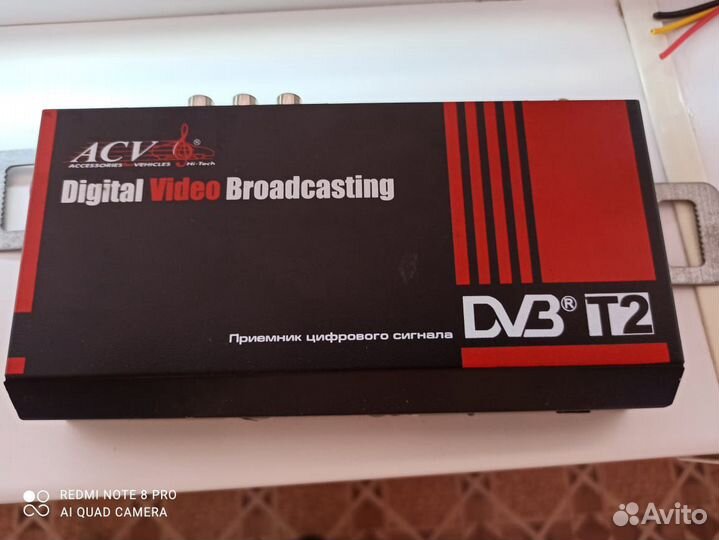 ACV®
ACCESSORIES FOR VEHICLES Hi-Tech
Digital Video Broadcasting
Приемник цифрового сигнала
DVB® T2
REDMI NOTE 8 PRO
AI QUAD CAMERA
Avito